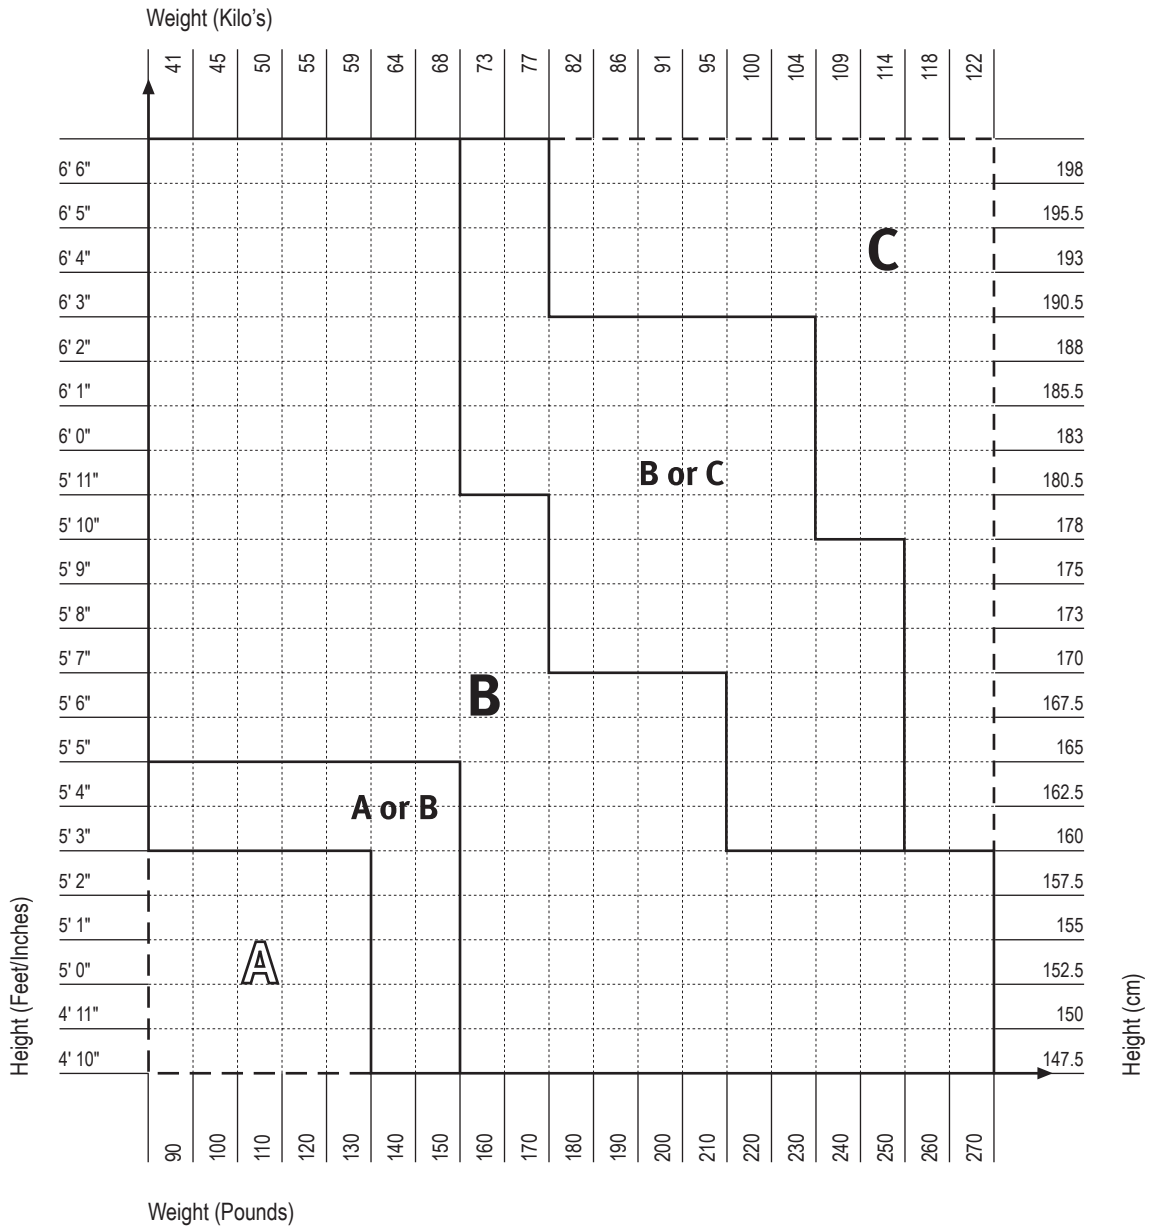 Weight (Kilo's)
41 45 50 55 59 64 68 73 77 82 86 91 95 100 104 109 114 118 122
6' 6" 198
6' 5" 195.5
6' 4" C 193
6' 3" 190.5
6' 2" 188
6' 1" 185.5
6' 0" 183
5' 11" B or C 180.5
5' 10" 178
5' 9" 175
5' 8" 173
5' 7" 170
5' 6" B 167.5
5' 5" 165
5' 4" A or B 162.5
5' 3" 160
5' 2" 157.5
5' 1" 155
5' 0" A 152.5
4' 11" 150
4' 10" 147.5
Height (Feet/Inches)
Height (cm)
90 100 110 120 130 140 150 160 170 180 190 200 210 220 230 240 250 260 270
Weight (Pounds)